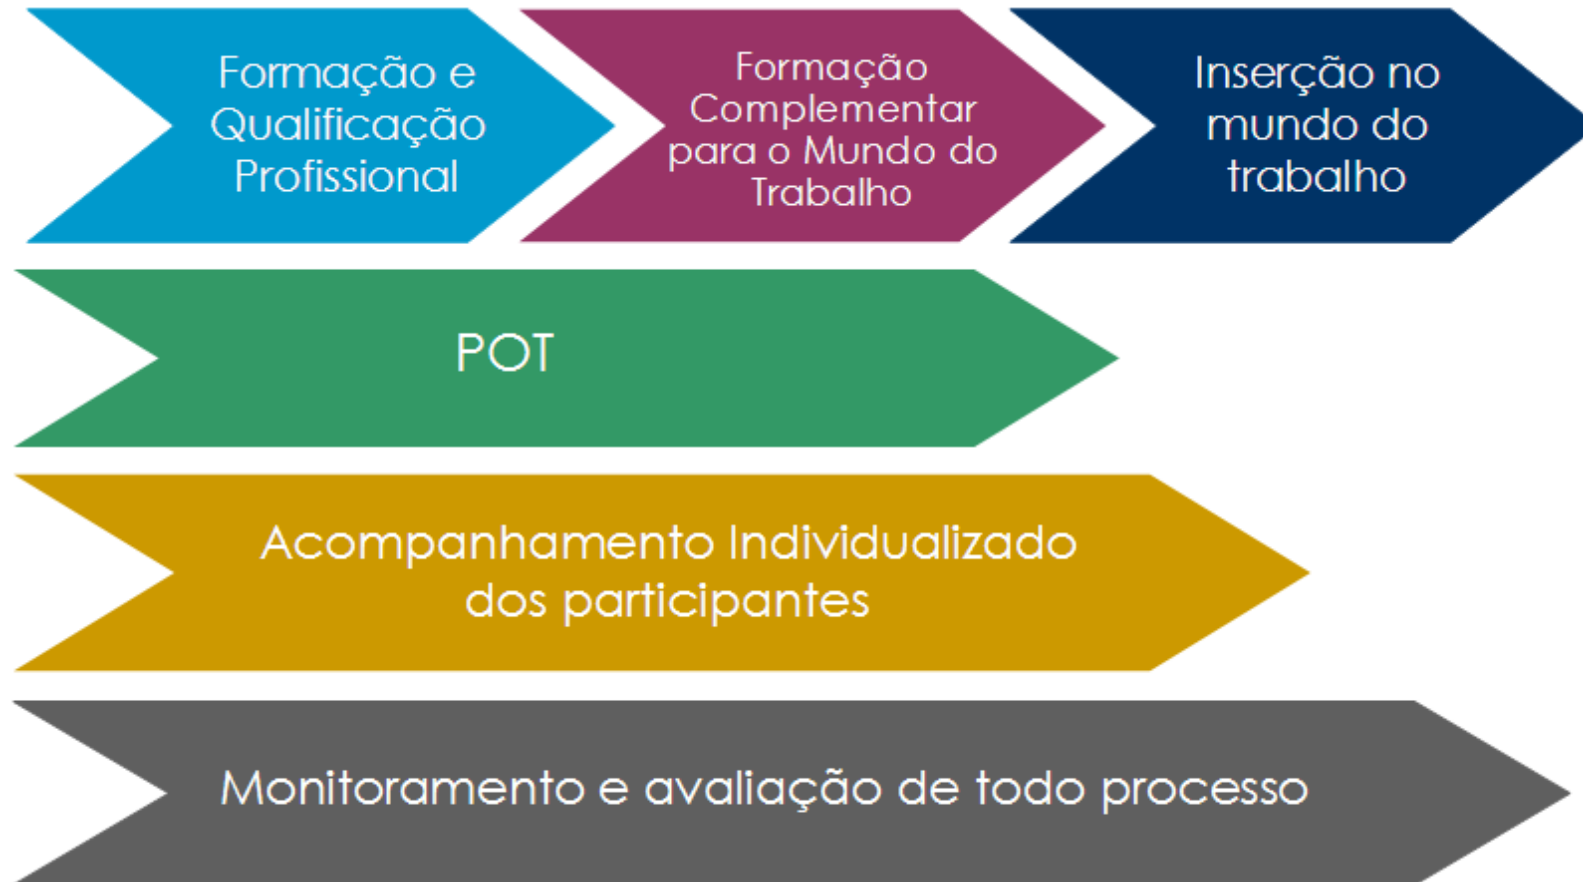 Formação e
Qualificação
Profissional
Formação
Complementar
para o Mundo do
Trabalho
Inserção no
mundo do
trabalho
POT
Acompanhamento Individualizado
dos participantes
Monitoramento e avaliação de todo processo